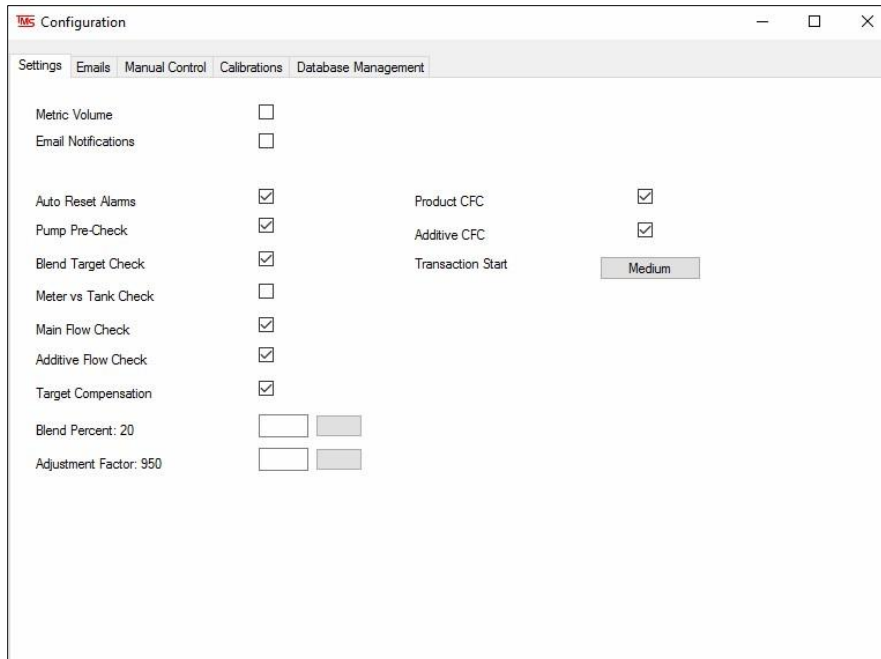 TMS Configuration
Settings Emails Manual Control Calibrations Database Management
Metric Volume
Email Notifications
Auto Reset Alarms
Pump Pre-Check
Blend Target Check
Meter vs Tank Check
Main Flow Check
Additive Flow Check
Target Compensation
Blend Percent: 20
Adjustment Factor: 950
Product CFC
Additive CFC
Transaction Start Medium